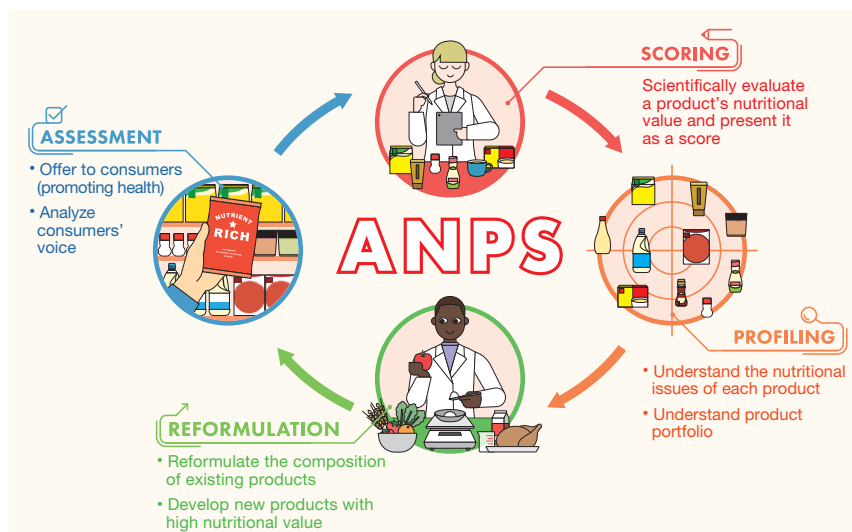 SCORING
Scientifically evaluate
a product's nutritional
value and present it
as a score
ASSESSMENT
• Offer to consumers
(promoting health)
• Analyze
consumers'
voice
NUTRIENT
RICH
ANPS
PROFILING
• Understand the nutritional
issues of each product
• Understand product
portfolio
REFORMULATION
• Reformulate the composition
of existing products
• Develop new products with
high nutritional value